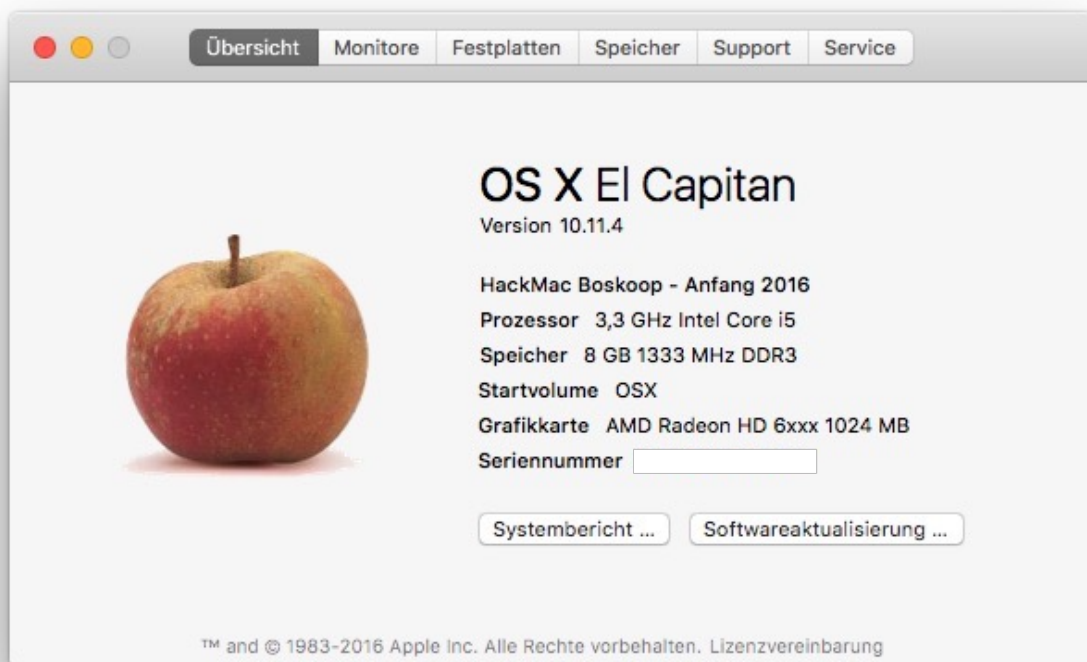 Übersicht Monitore Festplatten Speicher Support Service
OS X El Capitan
Version 10.11.4
HackMac Boskoop - Anfang 2016
Prozessor 3,3 GHz Intel Core i5
Speicher 8 GB 1333 MHz DDR3
Startvolume OSX
Grafikkarte AMD Radeon HD 6xxx 1024 MB
Seriennummer
Systembericht ... Softwareaktualisierung ...
™ and © 1983-2016 Apple Inc. Alle Rechte vorbehalten. Lizenzvereinbarung